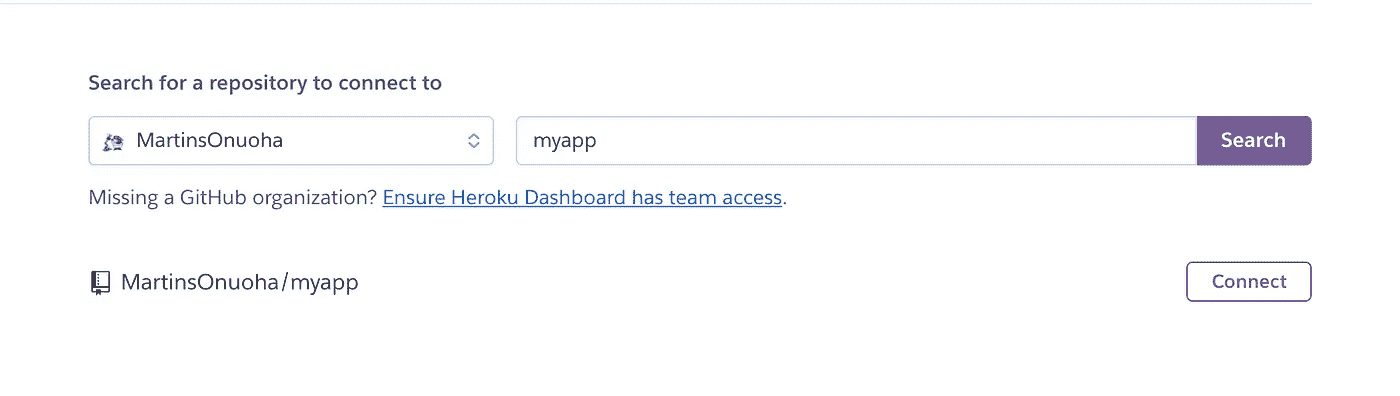 Search for a repository to connect to
MartinsOnuoha myapp Search
Missing a GitHub organization? Ensure Heroku Dashboard has team access.
MartinsOnuoha/myapp Connect